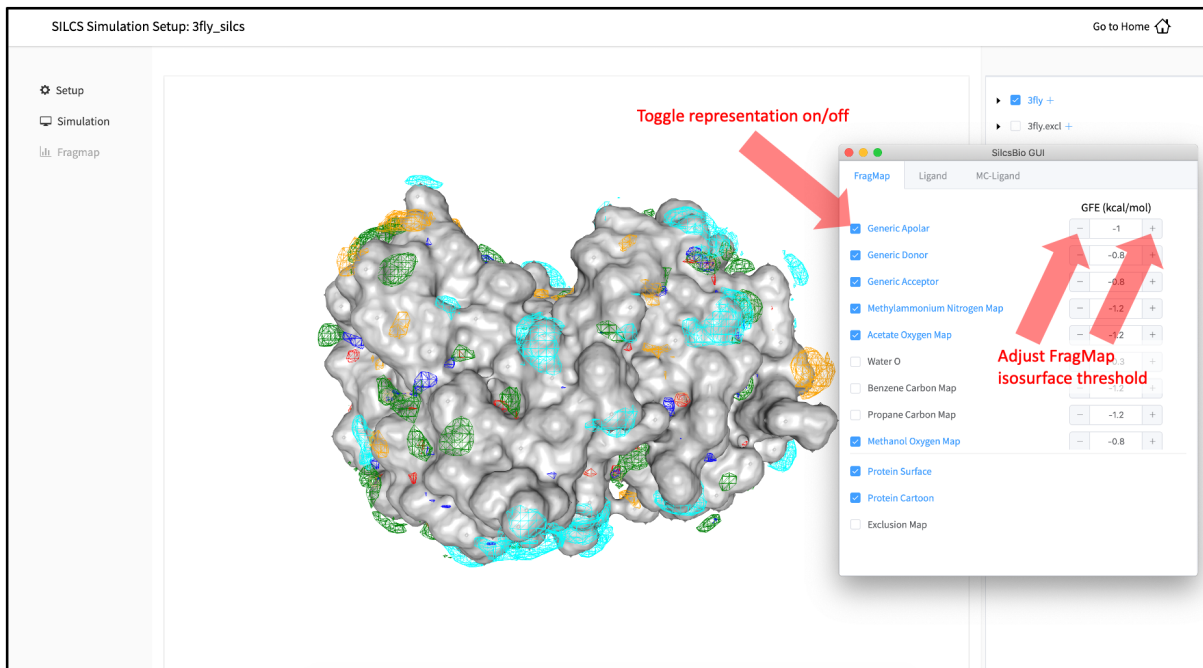 SILCS Simulation Setup: 3fly_silcs
Go to Home
Setup
Simulation
Fragmap
3fly +
3fly.excl +
Toggle representation on/off
SilcsBio GUI
FragMap Ligand MC-Ligand
GFE (kcal/mol)
Generic Apolar - -1 +
Generic Donor - -0.8 +
Generic Acceptor - -0.8 +
Methylammonium Nitrogen Map -1.2 +
Acetate Oxygen Map - -1.2 +
Water O
Adjust FragMap
isosurface threshold
Benzene Carbon Map - -1.2 +
Propane Carbon Map - -1.2 +
Methanol Oxygen Map - -0.8 +
Protein Surface
Protein Cartoon
Exclusion Map